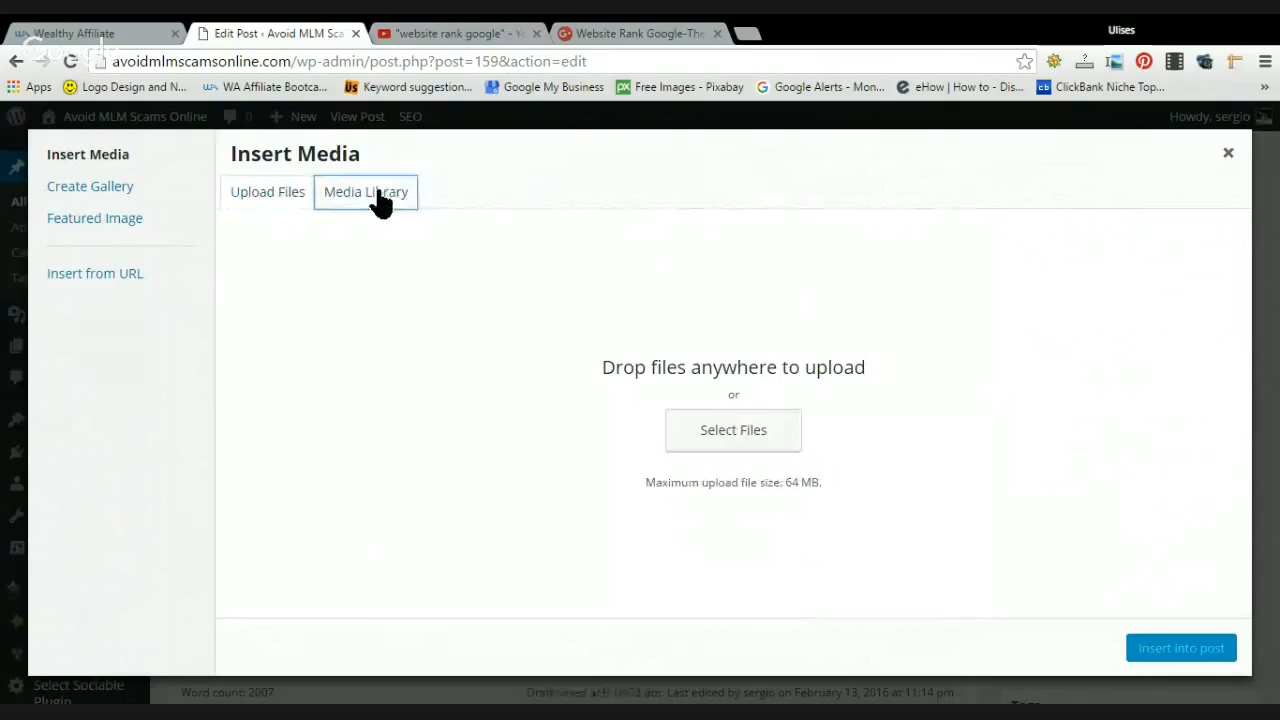 Ulises
Wealthy Affiliate
Edit Post ‹ Avoid MLM Sca
"website rank google" - Yo
Website Rank Google-The
Google
avoidmlmscamsonline.com/wp-admin/post.php?post=159&action=edit
Apps Logo Design and N... WA Affiliate Bootca... Keyword suggestion... Google My Business Free Images - Pixabay Google Alerts - Mon... eHow | How to - Dis... ClickBank Niche Top... »
Avoid MLM Scams Online 0 New View Post SEO Howdy, sergio
Insert Media
Create Gallery
Featured Image
Insert from URL
Insert Media
Upload Files Media Library
Drop files anywhere to upload
or
Select Files
Maximum upload file size: 64 MB.
Insert into post
Select Sociable
Plugin
Word count: 2007
Last edited by sergio on February 13, 2016 at 11:14 pm